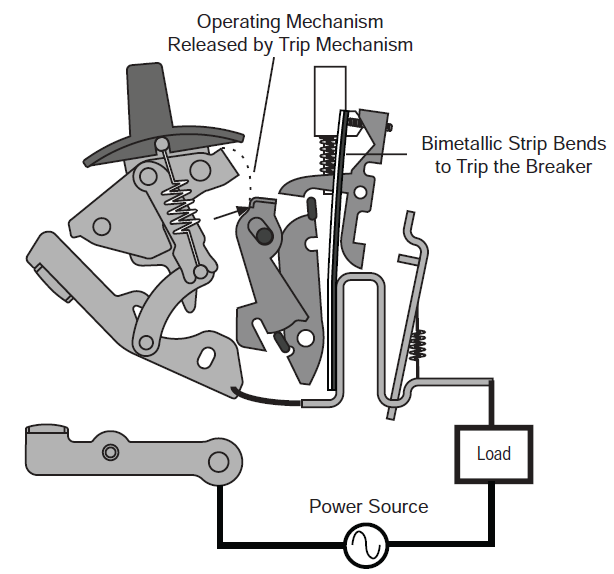 Operating Mechanism
Released by Trip Mechanism
Bimetallic Strip Bends
to Trip the Breaker
Load
Power Source